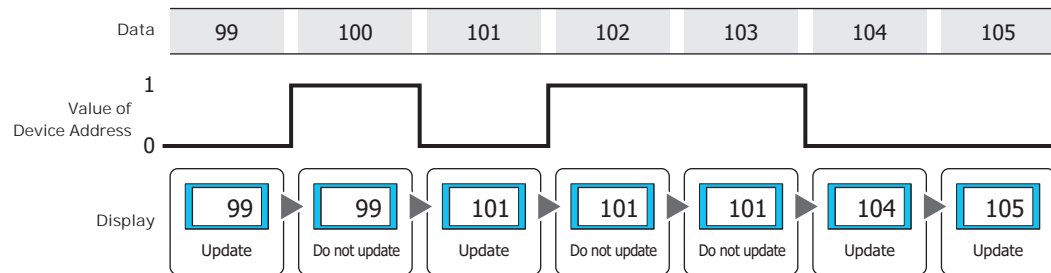 Data 99 100 101 102 103 104 105
1
Value of
Device Address
0
Display 99 99 101 101 101 104 105
Update Do not update Update Do not update Do not update Update Update